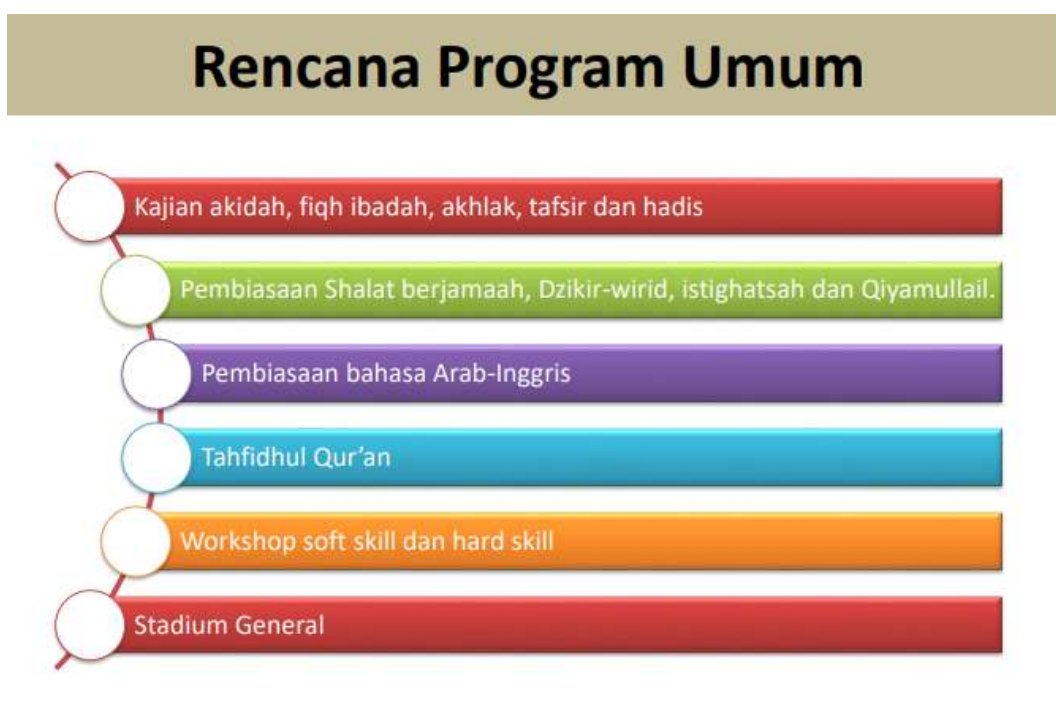 Rencana Program Umum
Kajian akidah, fiqh ibadah, akhlak, tafsir dan hadis
Pembiasaan Shalat berjamaah, Dzikir-wirid, istighatsah dan Qiyamullail.
Pembiasaan bahasa Arab-Inggris
Tahfidhul Qur’an
Workshop soft skill dan hard skill
Stadium General